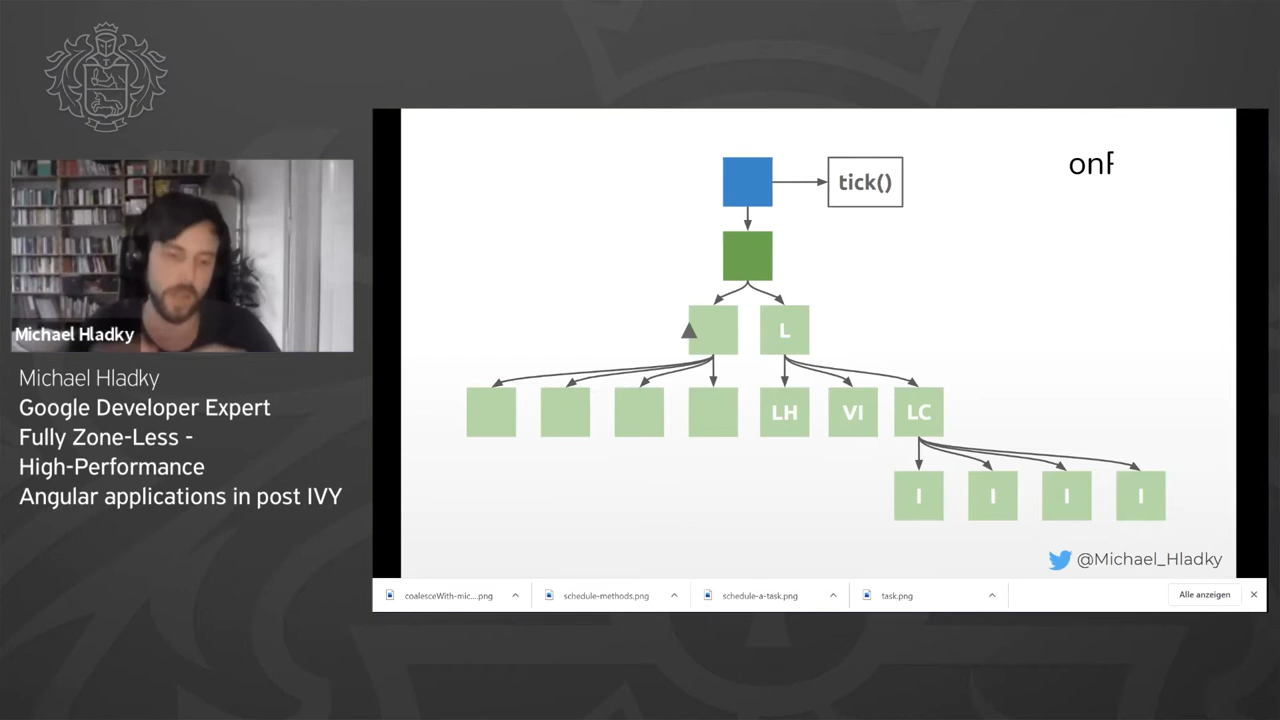 Michael Hladky
Michael Hladky
Google Developer Expert
Fully Zone-Less -
High-Performance
Angular applications in post IVY
onF
tick()
L
LH VI LC
I I I I
@Michael_Hladky
coalesceWith-mic....png schedule-methods.png schedule-a-task.png task.png Alle anzeigen